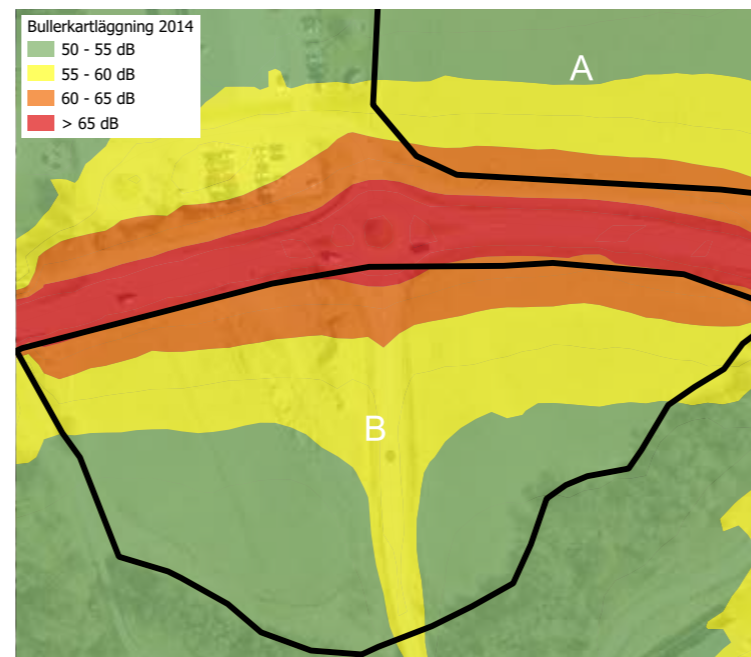 Bullerkartläggning 2014
50 - 55 dB
55 - 60 dB
60 - 65 dB
> 65 dB
A
B